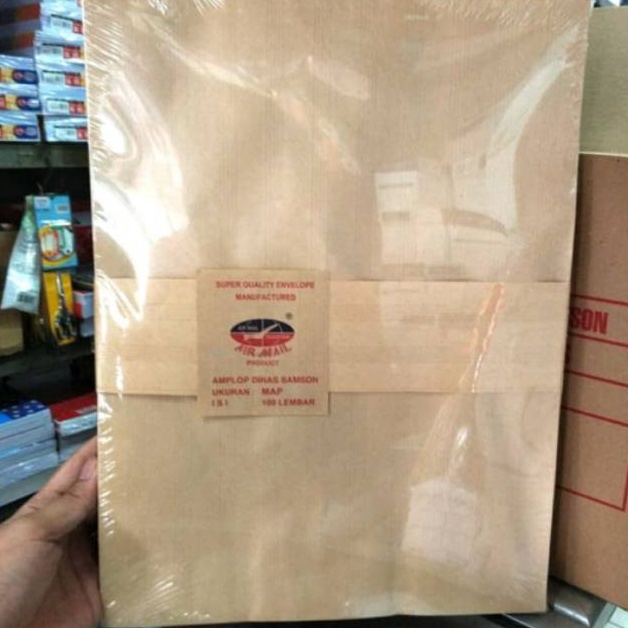 SUPER QUALITY ENVELOPE
MANUFACTURED
®
AIR MAIL
PRODUCT
AMPLOP DINAS SAMSON
UKURAN MAP
ISI 100 LEMBAR
SON